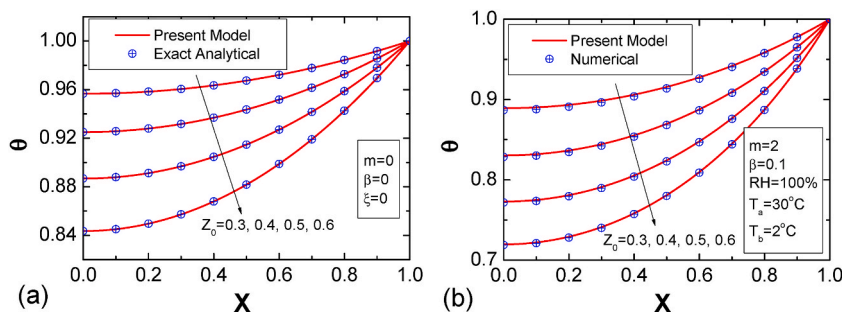 1.00
0.96
0.92
0.88
0.84
θ
Present Model
Exact Analytical
m=0
β=0
ξ=0
Z₀=0.3, 0.4, 0.5, 0.6
0.0 0.2 0.4 0.6 0.8 1.0
(a)
X
1.0
0.9
0.8
0.7
θ
Present Model
Numerical
m=2
β=0.1
RH=100%
Tₐ=30°C
T_b=2°C
Z₀=0.3, 0.4, 0.5, 0.6
0.0 0.2 0.4 0.6 0.8 1.0
(b)
X